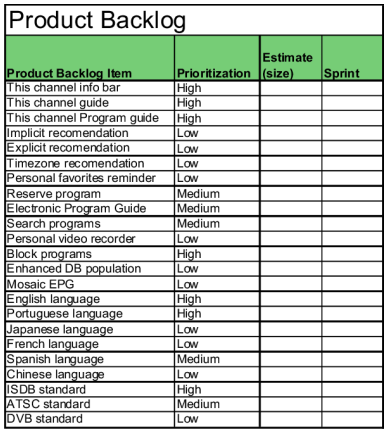 Product Backlog
Product Backlog Item Prioritization Estimate (size) Sprint
This channel info bar High
This channel guide High
This channel Program guide High
Implicit recomendation Low
Explicit recomendation Low
Timezone recomendation Low
Personal favorites reminder Low
Reserve program Medium
Electronic Program Guide Medium
Search programs Medium
Personal video recorder Low
Block programs High
Enhanced DB population Low
Mosaic EPG Low
English language High
Portuguese language High
Japanese language Low
French language Low
Spanish language Medium
Chinese language Low
ISDB standard High
ATSC standard Medium
DVB standard Low